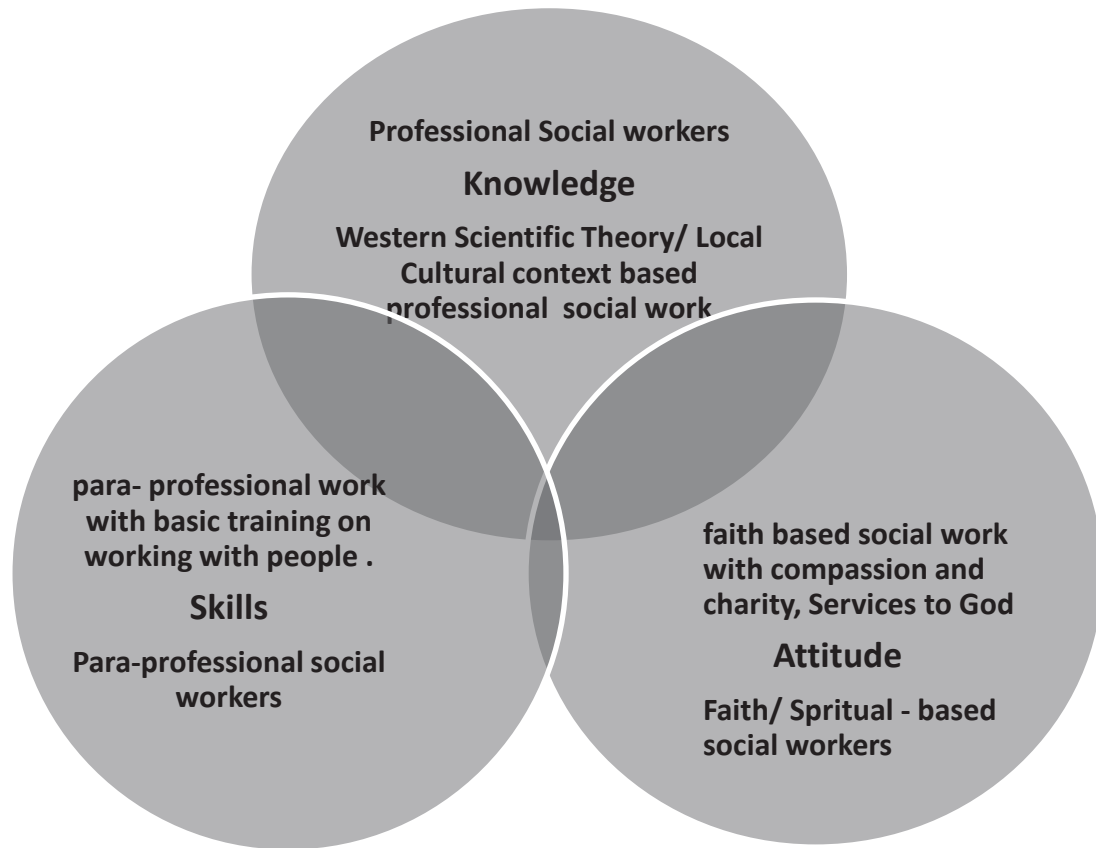 Professional Social workers
Knowledge
Western Scientific Theory/ Local
Cultural context based
professional social work
para- professional work
with basic training on
working with people .
Skills
Para-professional social
workers
faith based social work
with compassion and
charity, Services to God
Attitude
Faith/ Spritual - based
social workers